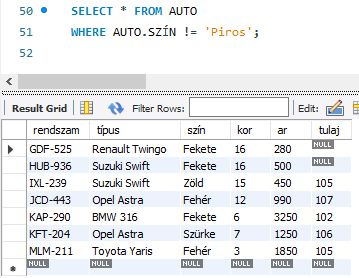 50 SELECT * FROM AUTO
51 WHERE AUTO.SZÍN != 'Piros';
52
Result Grid Filter Rows: Edit:
rendszam típus szín kor ar tulaj
GDF-525 Renault Twingo Fekete 16 280 NULL
HUB-936 Suzuki Swift Fekete 16 500 NULL
IXL-239 Suzuki Swift Zöld 15 450 105
JCD-443 Opel Astra Fehér 12 990 107
KAP-290 BMW 316 Fekete 6 3250 102
KFT-204 Opel Astra Szürke 7 1250 106
MLM-211 Toyota Yaris Fehér 3 1850 105
NULL NULL NULL NULL NULL NULL